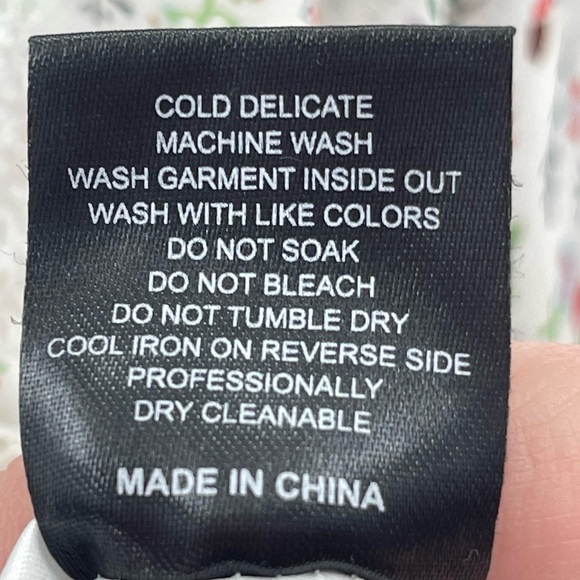 COLD DELICATE
MACHINE WASH
WASH GARMENT INSIDE OUT
WASH WITH LIKE COLORS
DO NOT SOAK
DO NOT BLEACH
DO NOT TUMBLE DRY
COOL IRON ON REVERSE SIDE
PROFESSIONALLY
DRY CLEANABLE
MADE IN CHINA